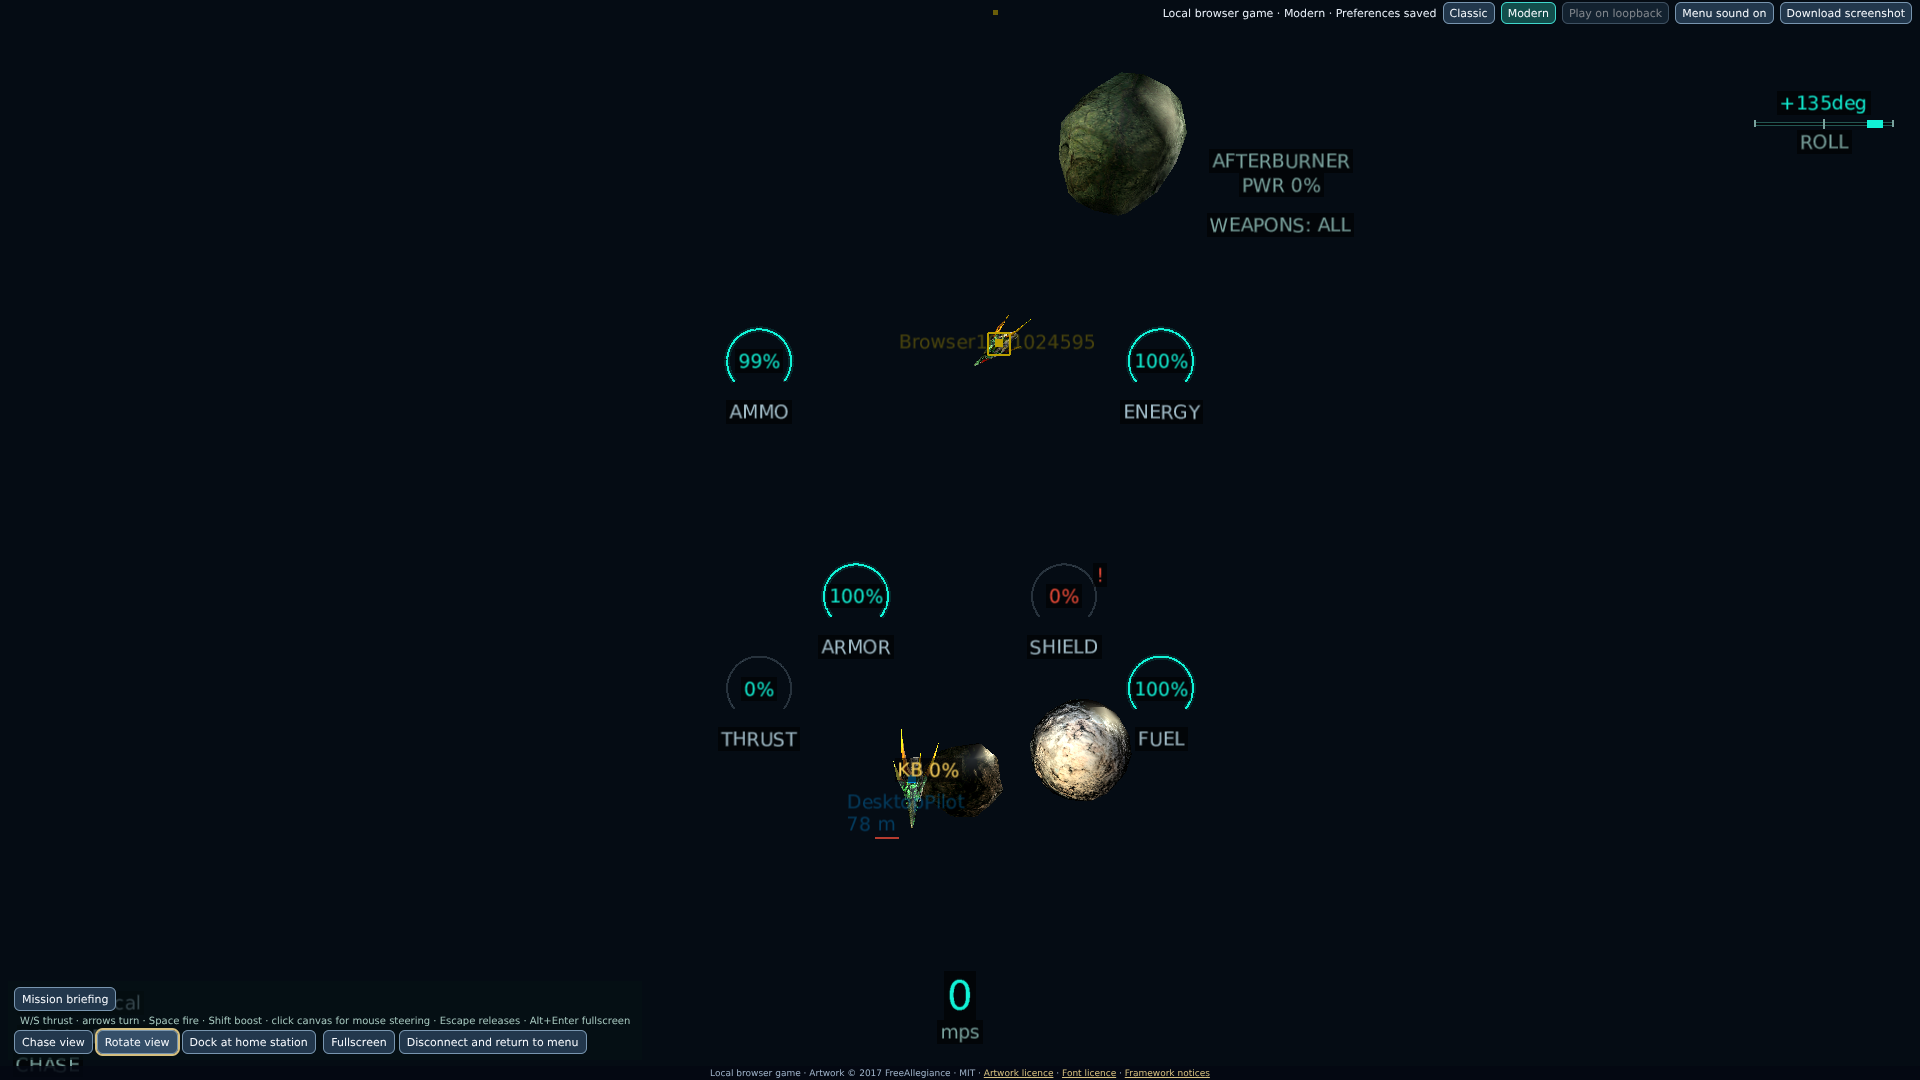 Local browser game · Modern · Preferences saved Classic Modern Play on loopback Menu sound on Download screenshot
+135deg
ROLL
AFTERBURNER
PWR 0%
WEAPONS: ALL
1024595
99%
100%
AMMO
ENERGY
100%
0%
!
ARMOR
SHIELD
0%
100%
THRUST
FUEL
KB 0%
DesktopPilot
78 m
0
mps
Mission briefing
W/S thrust · arrows turn · Space fire · Shift boost · click canvas for mouse steering · Escape releases · Alt+Enter fullscreen
Chase view Rotate view Dock at home station Fullscreen Disconnect and return to menu
CHASE
Local browser game · Artwork © 2017 FreeAllegiance · MIT · Artwork licence · Font licence · Framework notices